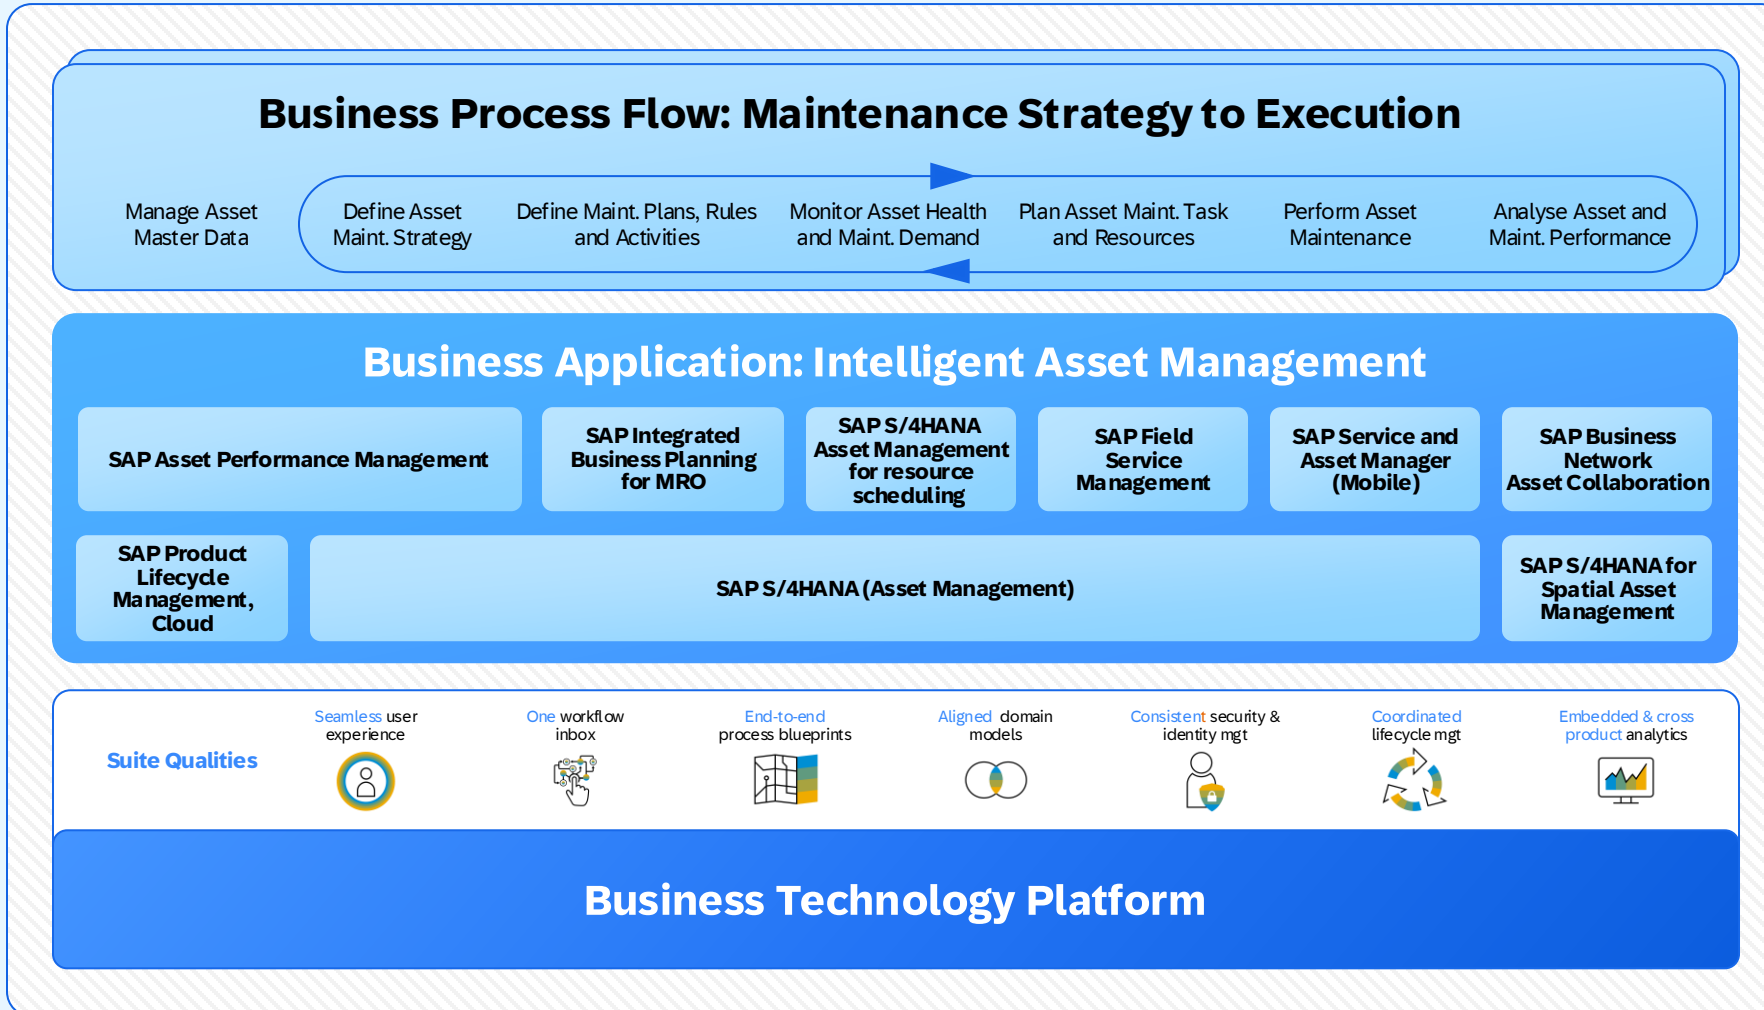 Business Process Flow: Maintenance Strategy to Execution
Manage Asset
Master Data
Define Asset
Maint. Strategy
Define Maint. Plans, Rules
and Activities
Monitor Asset Health
and Maint. Demand
Plan Asset Maint. Task
and Resources
Perform Asset
Maintenance
Analyse Asset and
Maint. Performance
Business Application: Intelligent Asset Management
SAP Asset Performance Management
SAP Integrated
Business Planning
for MRO
SAP S/4HANA
Asset Management
for resource
scheduling
SAP Field
Service
Management
SAP Service and
Asset Manager
(Mobile)
SAP Business
Network
Asset Collaboration
SAP Product
Lifecycle
Management,
Cloud
SAP S/4HANA (Asset Management)
SAP S/4HANA for
Spatial Asset
Management
Suite Qualities
Seamless user
experience
One workflow
inbox
End-to-end
process blueprints
Aligned domain
models
Consistent security &
identity mgt
Coordinated
lifecycle mgt
Embedded & cross
product analytics
Business Technology Platform